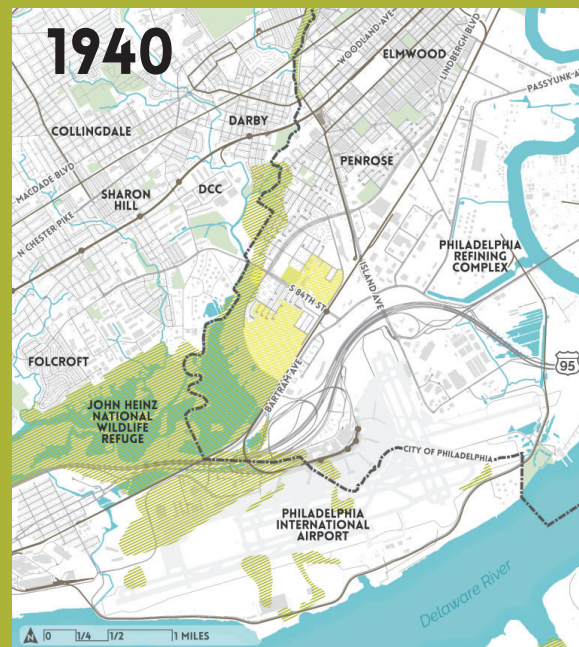 1940
WOODLAND AVE
ELMWOOD
LINDBERGH BLVD
PASSYUNK A
COLLINGDALE
DARBY
PENROSE
MACDADE BLVD
SHARON
HILL
DCC
N CHESTER PIKE
PHILADELPHIA
REFINING
COMPLEX
S 84TH ST
ISLAND AVE
FOLCROFT
95
BARTRAM AVE
JOHN HEINZ
NATIONAL
WILDLIFE
REFUGE
CITY OF PHILADELPHIA
PHILADELPHIA
INTERNATIONAL
AIRPORT
Delaware River
N 0 1/4 1/2 1 MILES